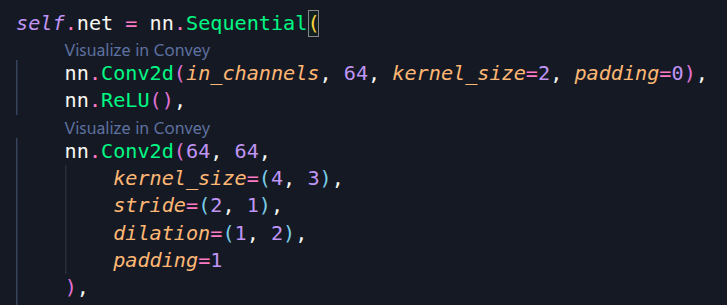 self.net = nn.Sequential(
Visualize in Convey
nn.Conv2d(in_channels, 64, kernel_size=2, padding=0),
nn.ReLU(),
Visualize in Convey
nn.Conv2d(64, 64,
kernel_size=(4, 3),
stride=(2, 1),
dilation=(1, 2),
padding=1
),